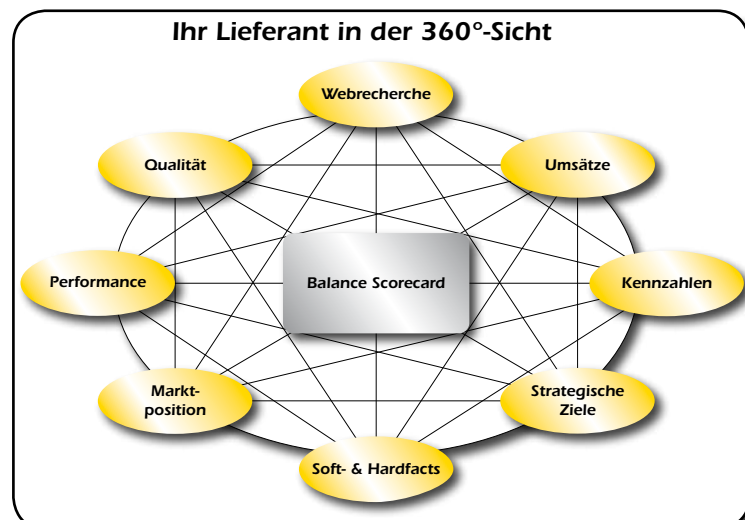 Ihr Lieferant in der 360°-Sicht
Webrecherche
Qualität
Umsätze
Performance
Balance Scorecard
Kennzahlen
Markt-
position
Strategische
Ziele
Soft- & Hardfacts